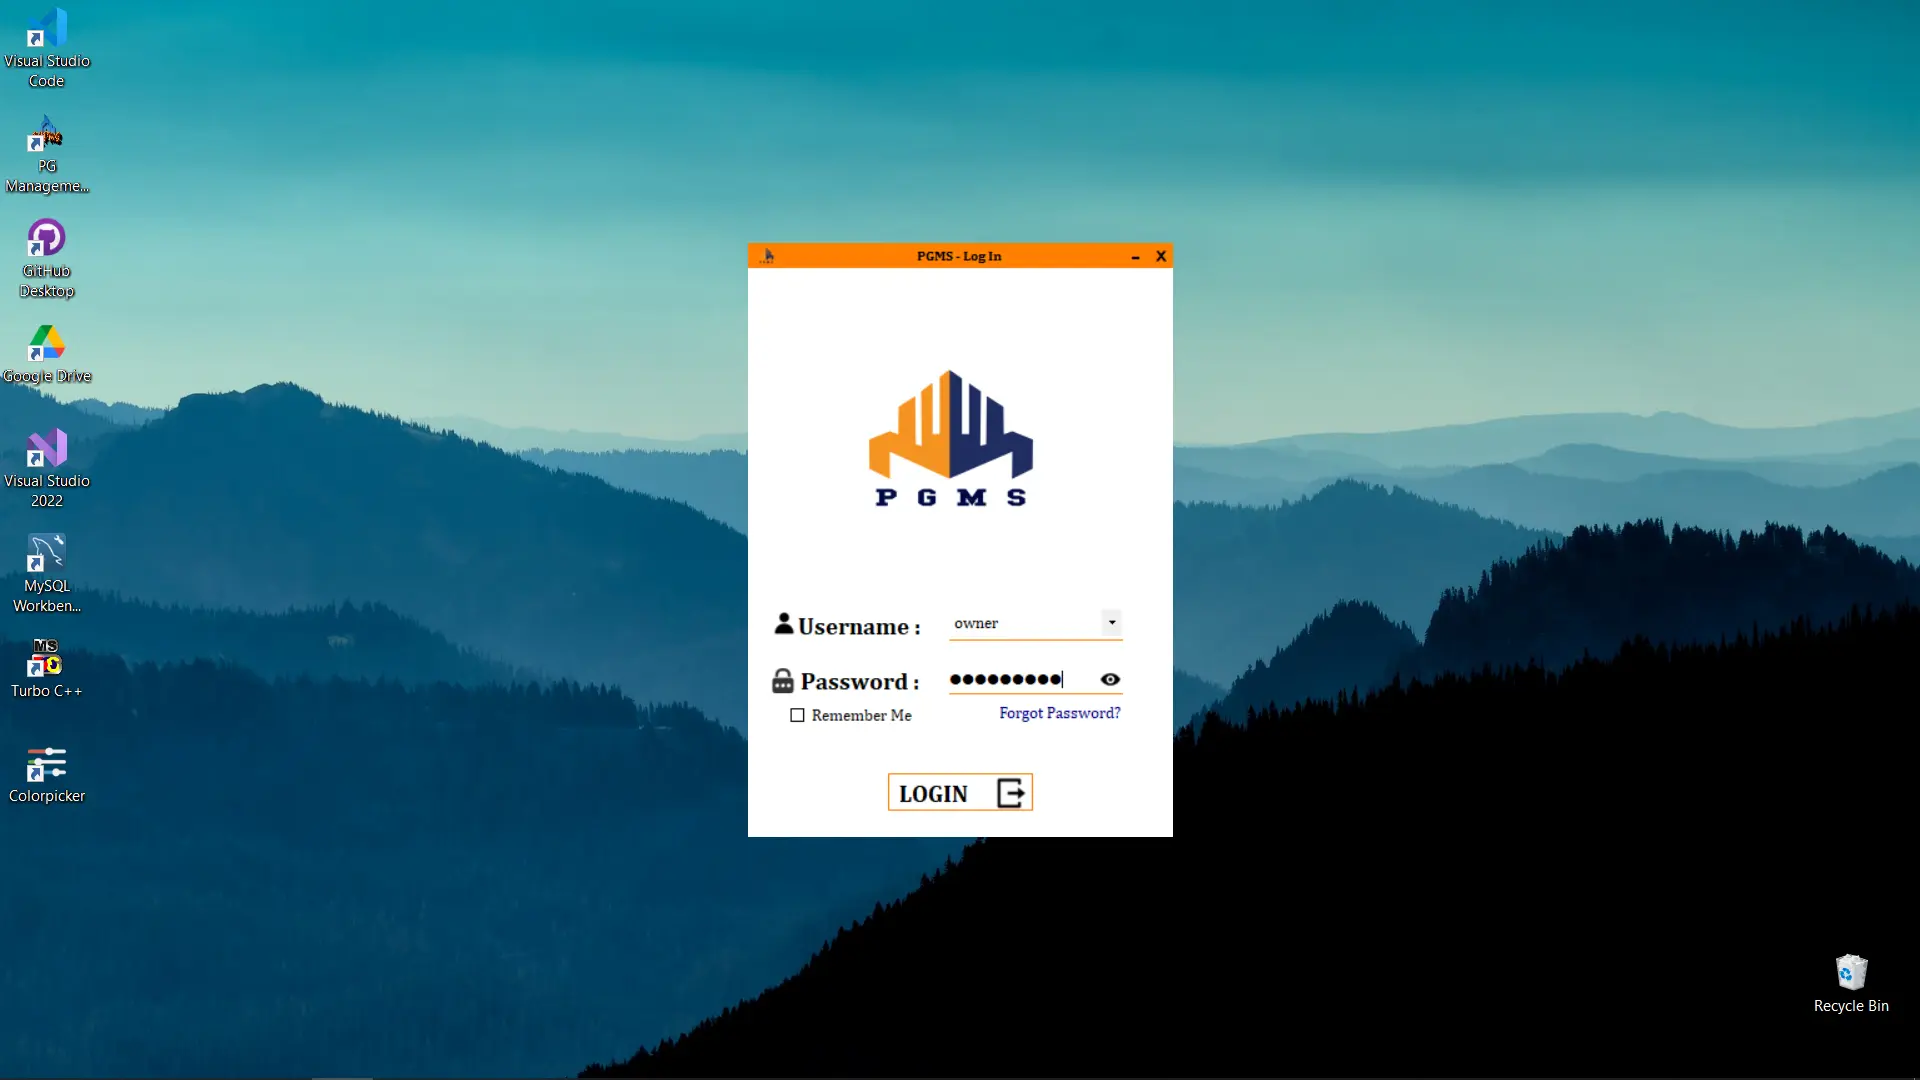 Visual Studio
Code
PG
Manageme...
GitHub
Desktop
Google Drive
Visual Studio
2022
MySQL
Workben...
MS
Turbo C++
Colorpicker
PGMS - Log In
X
P G M S
Username :
owner
Password :
Remember Me
Forgot Password?
LOGIN
Recycle Bin